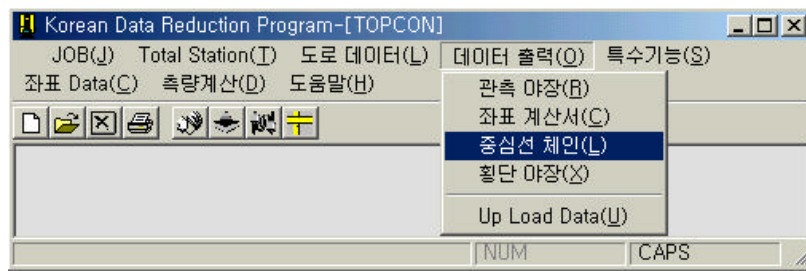 Korean Data Reduction Program-[TOPCON]
JOB(J) Total Station(T) 도로 데이터(L) 데이터 출력(O) 특수기능(S)
좌표 Data(C) 측량계산(D) 도움말(H)
관측 야장(R)
좌표 계산서(C)
중심선 체인(L)
횡단 야장(X)
Up Load Data(U)
NUM CAPS